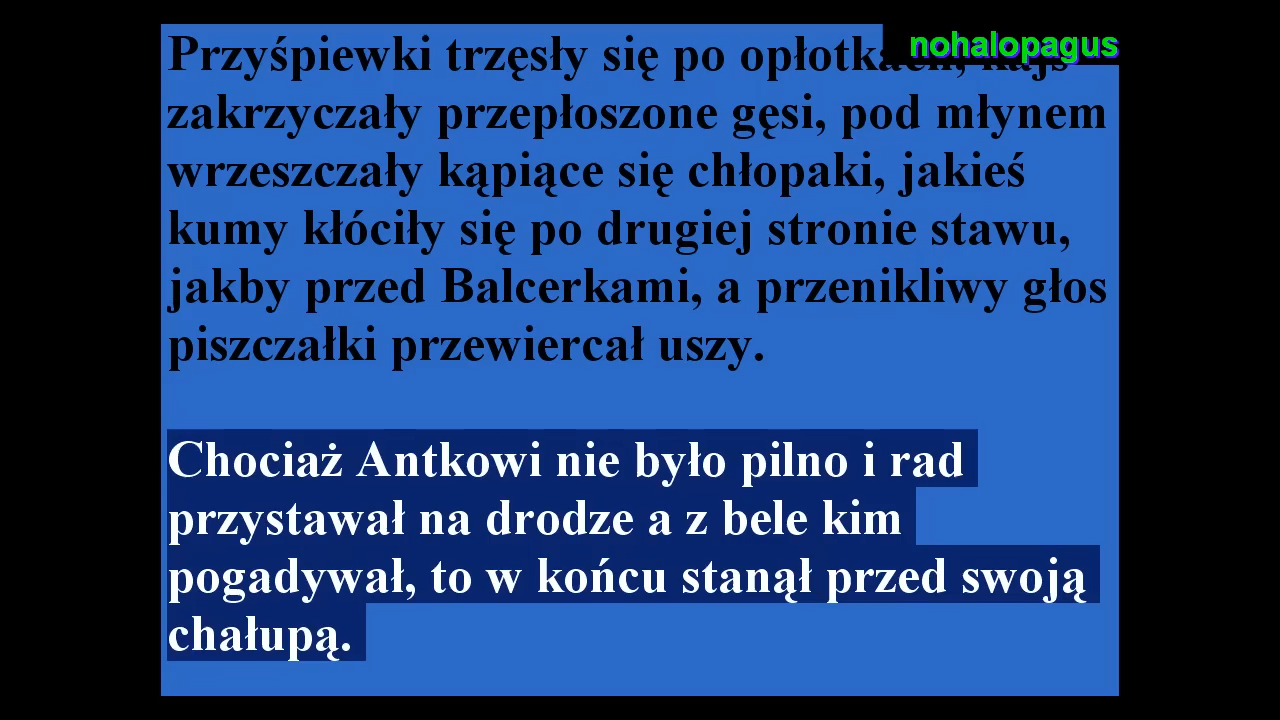 nohalopagus
Przyśpiewki trzęsły się po opłotkach, kajś
zakrzyczały przepłoszone gęsi, pod młynem
wrzeszczały kąpiące się chłopaki, jakieś
kumy kłóciły się po drugiej stronie stawu,
jakby przed Balcerkami, a przenikliwy głos
piszczałki przewiercał uszy.
Chociaż Antkowi nie było pilno i rad
przystawał na drodze a z bele kim
pogadywał, to w końcu stanął przed swoją
chałupą.